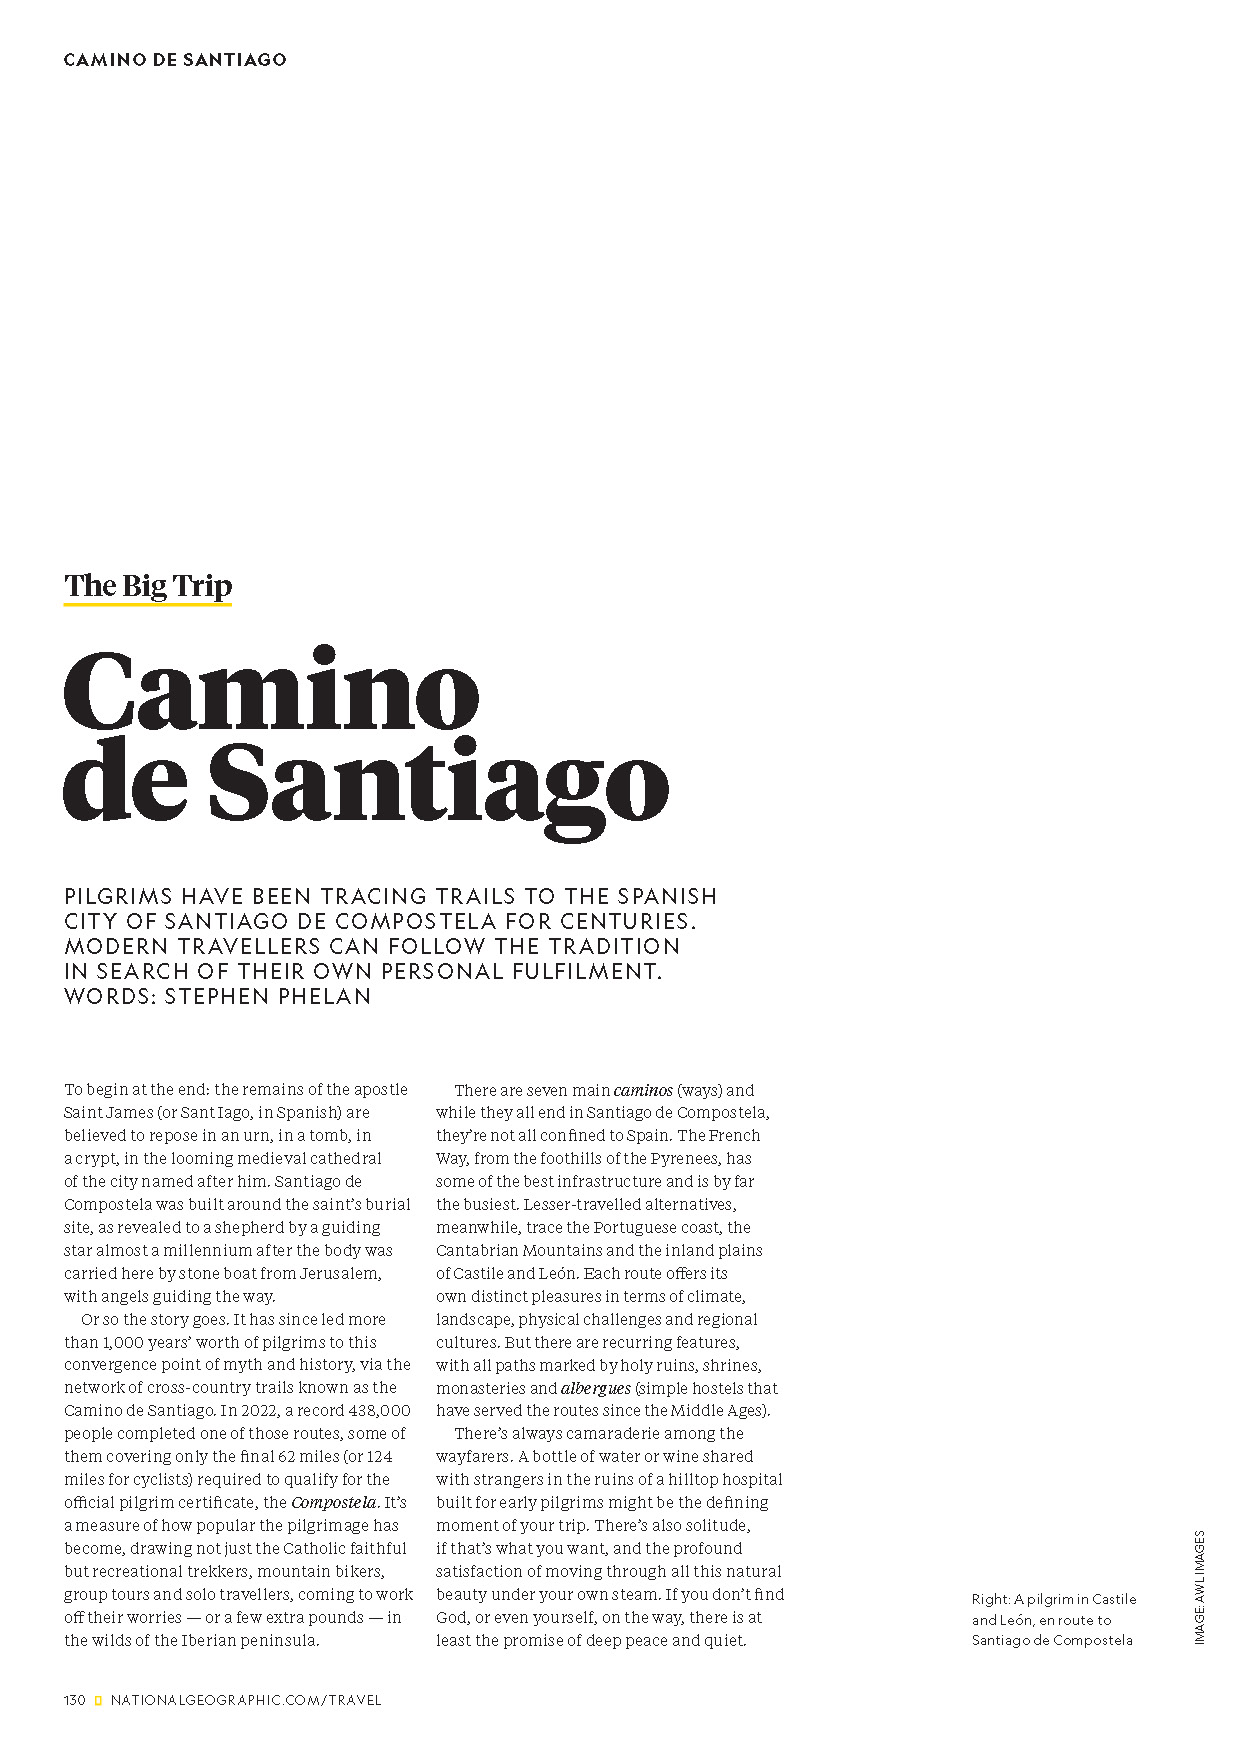 CAMINO DE SANTIAGO
The Big Trip
Camino
de Santiago
PILGRIMS HAVE BEEN TRACING TRAILS TO THE SPANISH
CITY OF SANTIAGO DE COMPOSTELA FOR CENTURIES.
MODERN TRAVELLERS CAN FOLLOW THE TRADITION
IN SEARCH OF THEIR OWN PERSONAL FULFILMENT.
WORDS: STEPHEN PHELAN
To begin at the end: the remains of the apostle
Saint James (or Sant Iago, in Spanish) are
believed to repose in an urn, in a tomb, in
a crypt, in the looming medieval cathedral
of the city named after him. Santiago de
Compostela was built around the saint’s burial
site, as revealed to a shepherd by a guiding
star almost a millennium after the body was
carried here by stone boat from Jerusalem,
with angels guiding the way.
Or so the story goes. It has since led more
than 1,000 years’ worth of pilgrims to this
convergence point of myth and history, via the
network of cross-country trails known as the
Camino de Santiago. In 2022, a record 438,000
people completed one of those routes, some of
them covering only the final 62 miles (or 124
miles for cyclists) required to qualify for the
official pilgrim certificate, the Compostela. It’s
a measure of how popular the pilgrimage has
become, drawing not just the Catholic faithful
but recreational trekkers, mountain bikers,
group tours and solo travellers, coming to work
off their worries — or a few extra pounds — in
the wilds of the Iberian peninsula.
There are seven main caminos (ways) and
while they all end in Santiago de Compostela,
they’re not all confined to Spain. The French
Way, from the foothills of the Pyrenees, has
some of the best infrastructure and is by far
the busiest. Lesser-travelled alternatives,
meanwhile, trace the Portuguese coast, the
Cantabrian Mountains and the inland plains
of Castile and León. Each route offers its
own distinct pleasures in terms of climate,
landscape, physical challenges and regional
cultures. But there are recurring features,
with all paths marked by holy ruins, shrines,
monasteries and albergues (simple hostels that
have served the routes since the Middle Ages).
There’s always camaraderie among the
wayfarers. A bottle of water or wine shared
with strangers in the ruins of a hilltop hospital
built for early pilgrims might be the defining
moment of your trip. There’s also solitude,
if that’s what you want, and the profound
satisfaction of moving through all this natural
beauty under your own steam. If you don’t find
God, or even yourself, on the way, there is at
least the promise of deep peace and quiet.
Right: A pilgrim in Castile
and León, en route to
Santiago de Compostela
IMAGE: AWL IMAGES
130 NATIONALGEOGRAPHIC.COM/TRAVEL